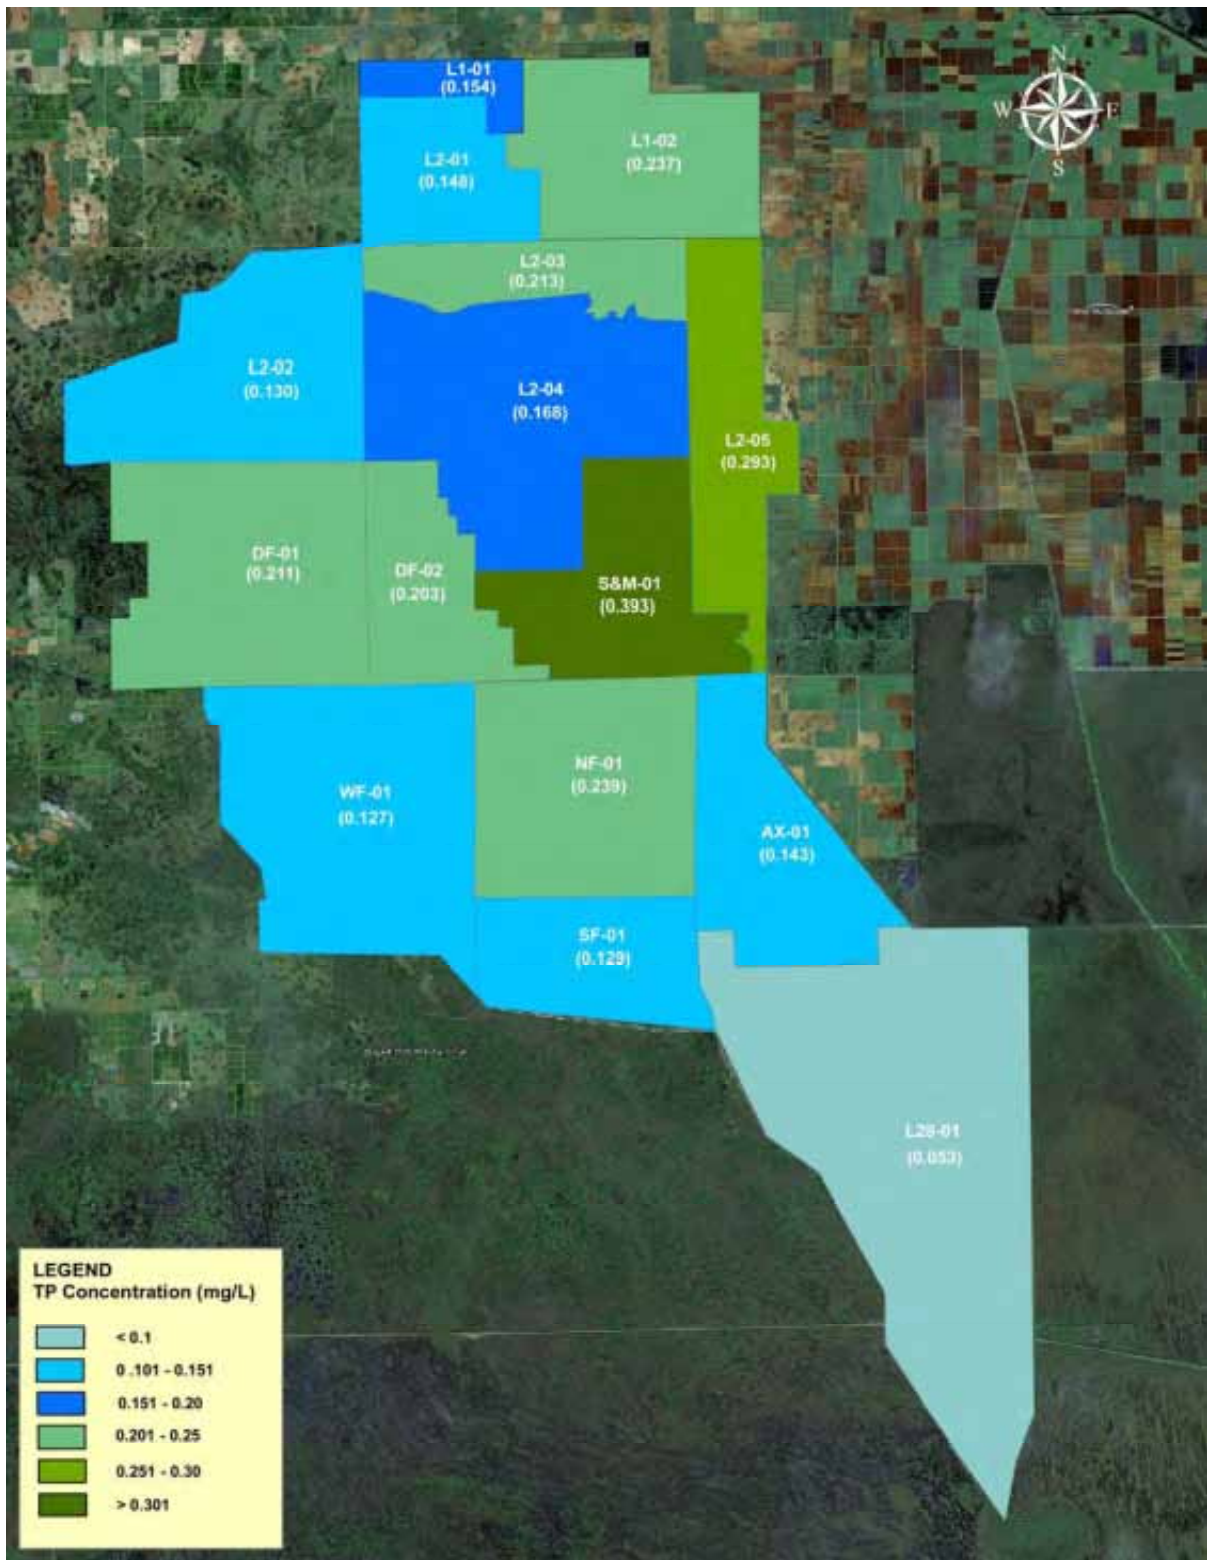 N
W E
S
L1-01
(0.154)
L1-02
(0.237)
L2-01
(0.148)
L2-03
(0.213)
L2-02
(0.130)
L2-04
(0.168)
L2-05
(0.293)
DF-01
(0.211)
DF-02
(0.203)
S&M-01
(0.393)
NF-01
(0.239)
WF-01
(0.127)
AX-01
(0.143)
SF-01
(0.129)
L28-01
(0.053)
LEGEND
TP Concentration (mg/L)
< 0.1
0 .101 - 0.151
0.151 - 0.20
0.201 - 0.25
0.251 - 0.30
> 0.301